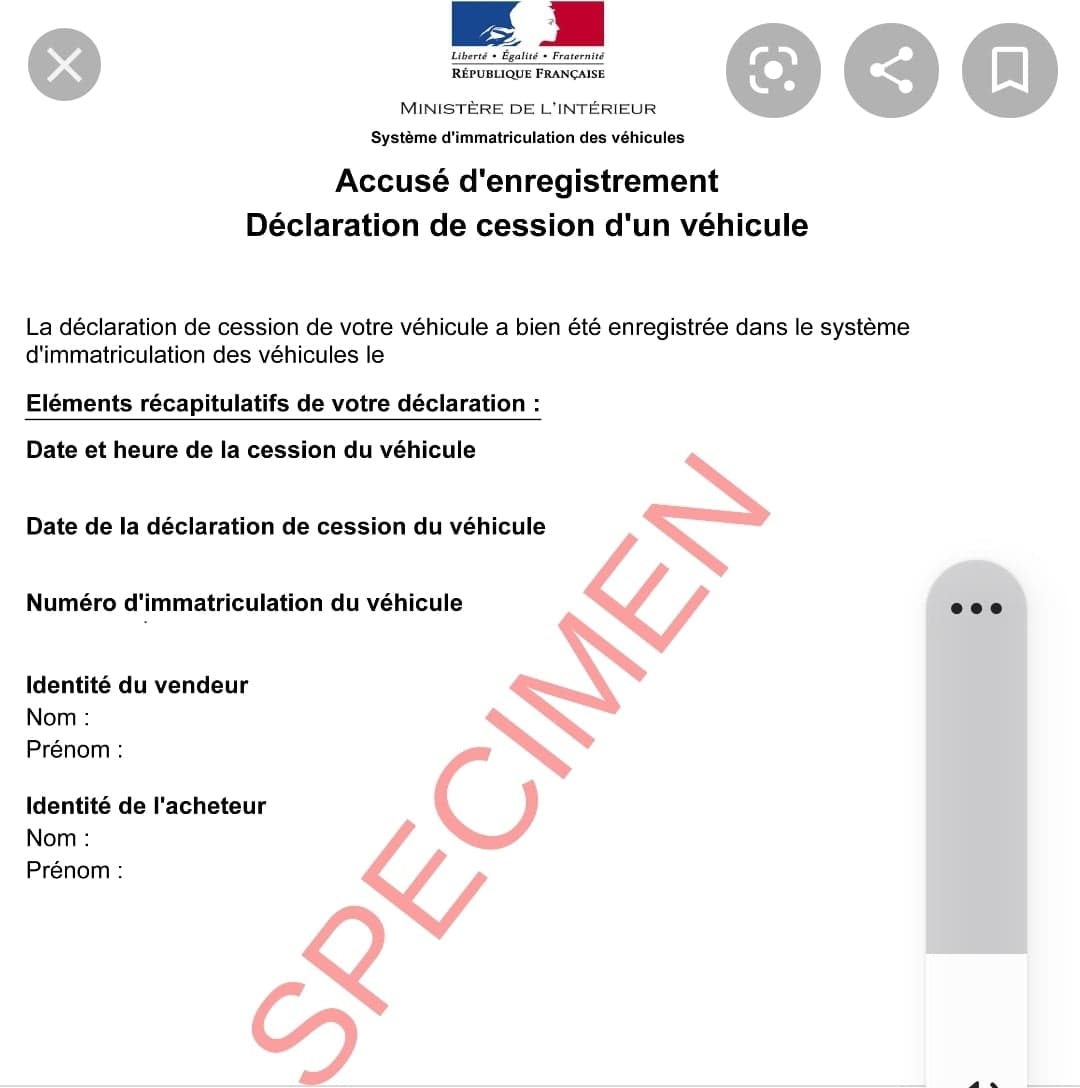 Liberté • Égalité • Fraternité
RÉPUBLIQUE FRANÇAISE
MINISTÈRE DE L'INTÉRIEUR
Système d'immatriculation des véhicules
Accusé d'enregistrement
Déclaration de cession d'un véhicule
La déclaration de cession de votre véhicule a bien été enregistrée dans le système
d'immatriculation des véhicules le
Eléments récapitulatifs de votre déclaration :
Date et heure de la cession du véhicule
Date de la déclaration de cession du véhicule
Numéro d'immatriculation du véhicule
Identité du vendeur
Nom :
Prénom :
Identité de l'acheteur
Nom :
Prénom :
SPECIMEN